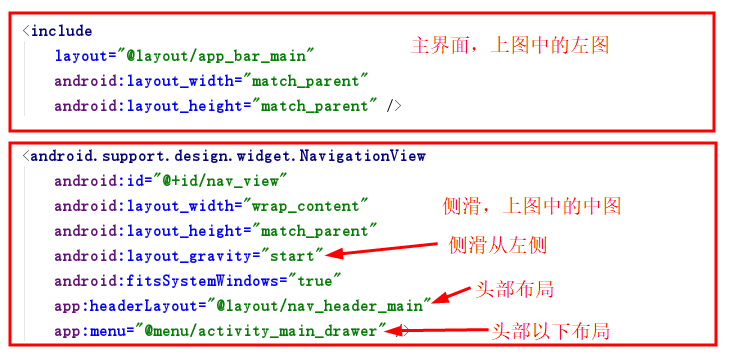 <include
layout="@layout/app_bar_main"
主界面，上图中的左图
android:layout_width="match_parent"
android:layout_height="match_parent" />
<android.support.design.widget.NavigationView
android:id="@+id/nav_view"
android:layout_width="wrap_content"
侧滑，上图中的中图
android:layout_height="match_parent"
android:layout_gravity="start"
侧滑从左侧
android:fitsSystemWindows="true"
头部布局
app:headerLayout="@layout/nav_header_main"
app:menu="@menu/activity_main_drawer" />
头部以下布局